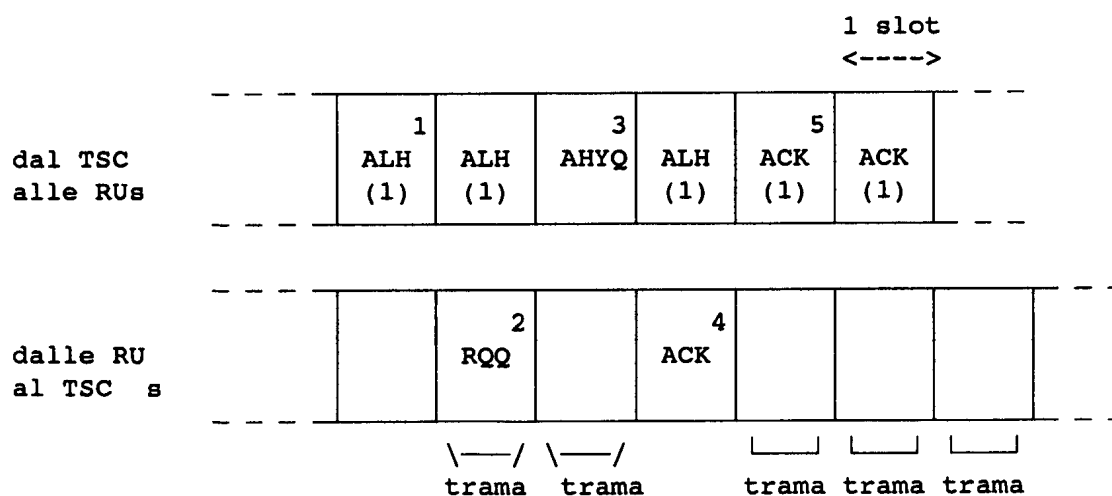 1 slot
<---->
1 3 5
dal TSC ALH ALH AHYQ ALH ACK ACK
alle RUs (1) (1) (1) (1) (1)
2 4
dalle RU RQQ ACK
al TSC s
trama trama trama trama trama